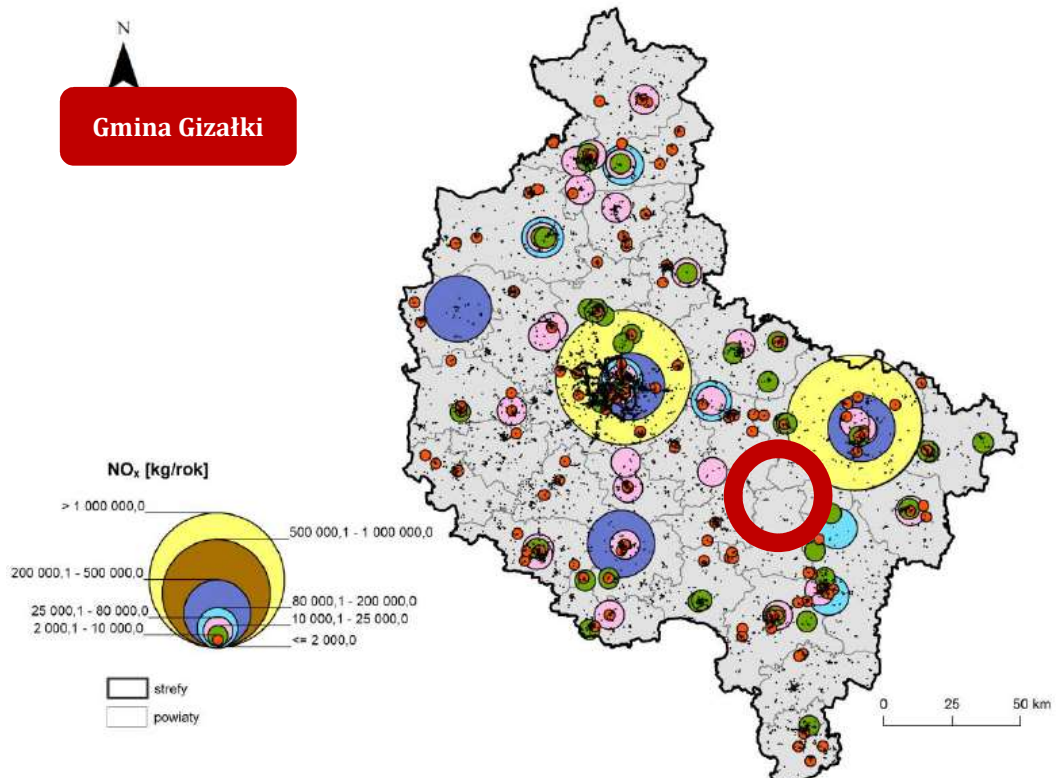 N
Gmina Gizałki
NOₓ [kg/rok]
> 1 000 000,0
500 000,1 - 1 000 000,0
200 000,1 - 500 000,0
80 000,1 - 200 000,0
25 000,1 - 80 000,0
10 000,1 - 25 000,0
2 000,1 - 10 000,0
<= 2 000,0
strefy
powiaty
0 25 50 km